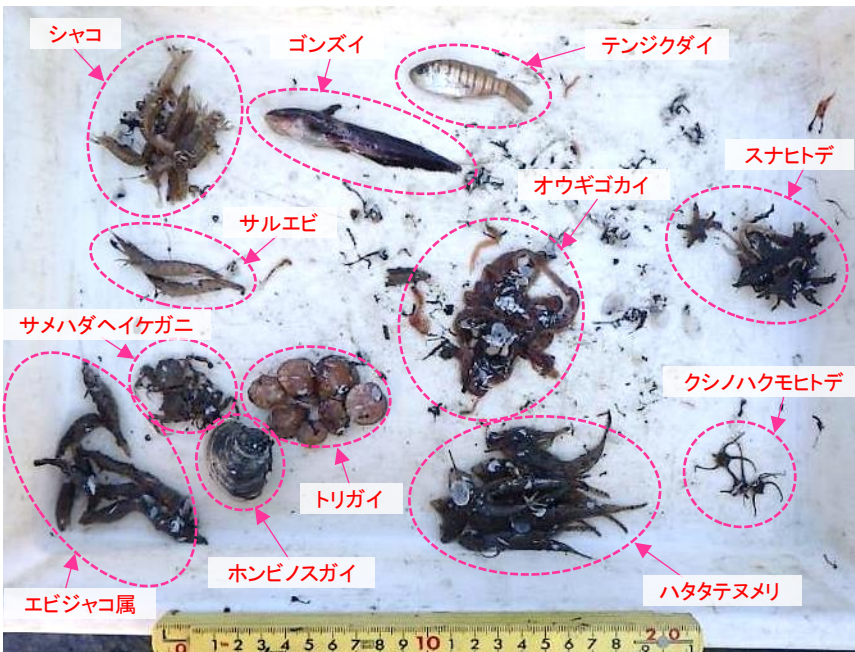 シャコ
ゴンズイ
テンジクダイ
スナヒトデ
オウギゴカイ
サルエビ
サメハダヘイケガニ
クシノハクモヒトデ
トリガイ
ホンビノスガイ
ハタタテヌメリ
エビジャコ属
0 1 2 3 4 5 6 7 8 9 10 1 2 3 4 5 6 7 8 9 20